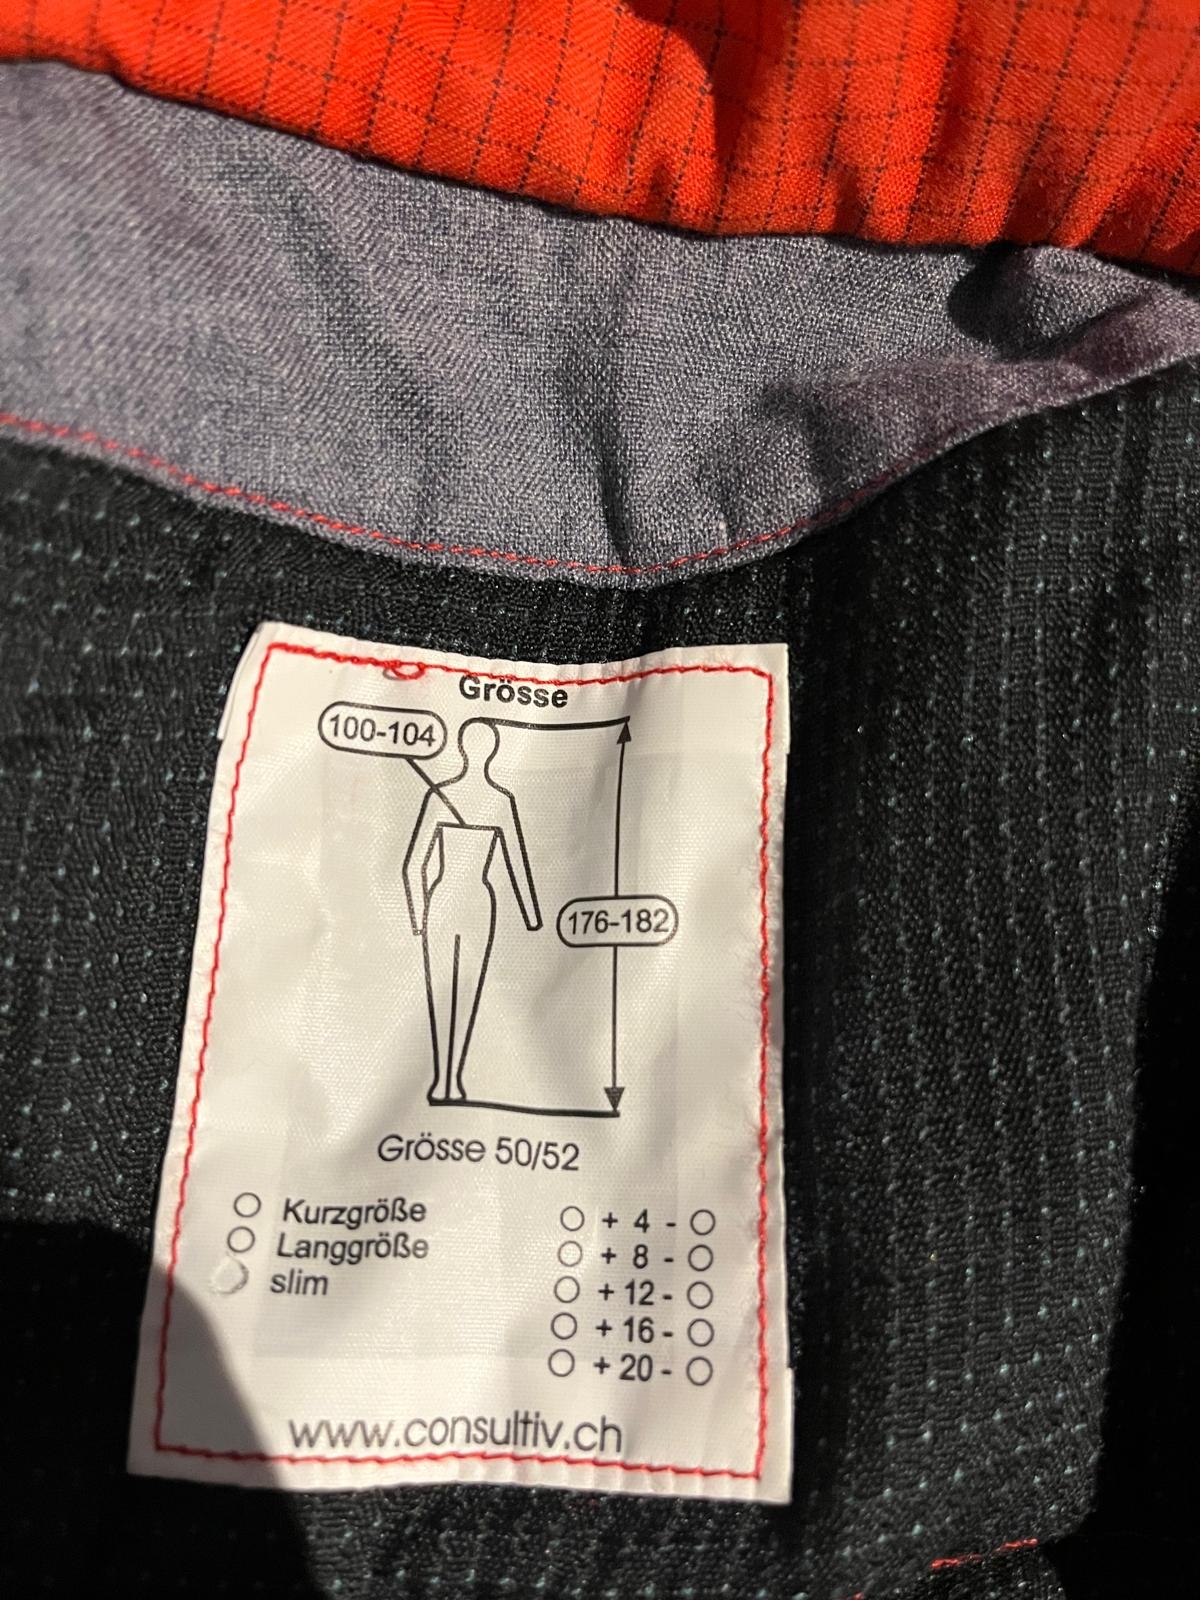 Grösse
100-104
176-182
Grösse 50/52
Kurzgröße
Langgröße
slim
+ 4 -
+ 8 -
+ 12 -
+ 16 -
+ 20 -
www.consultiv.ch